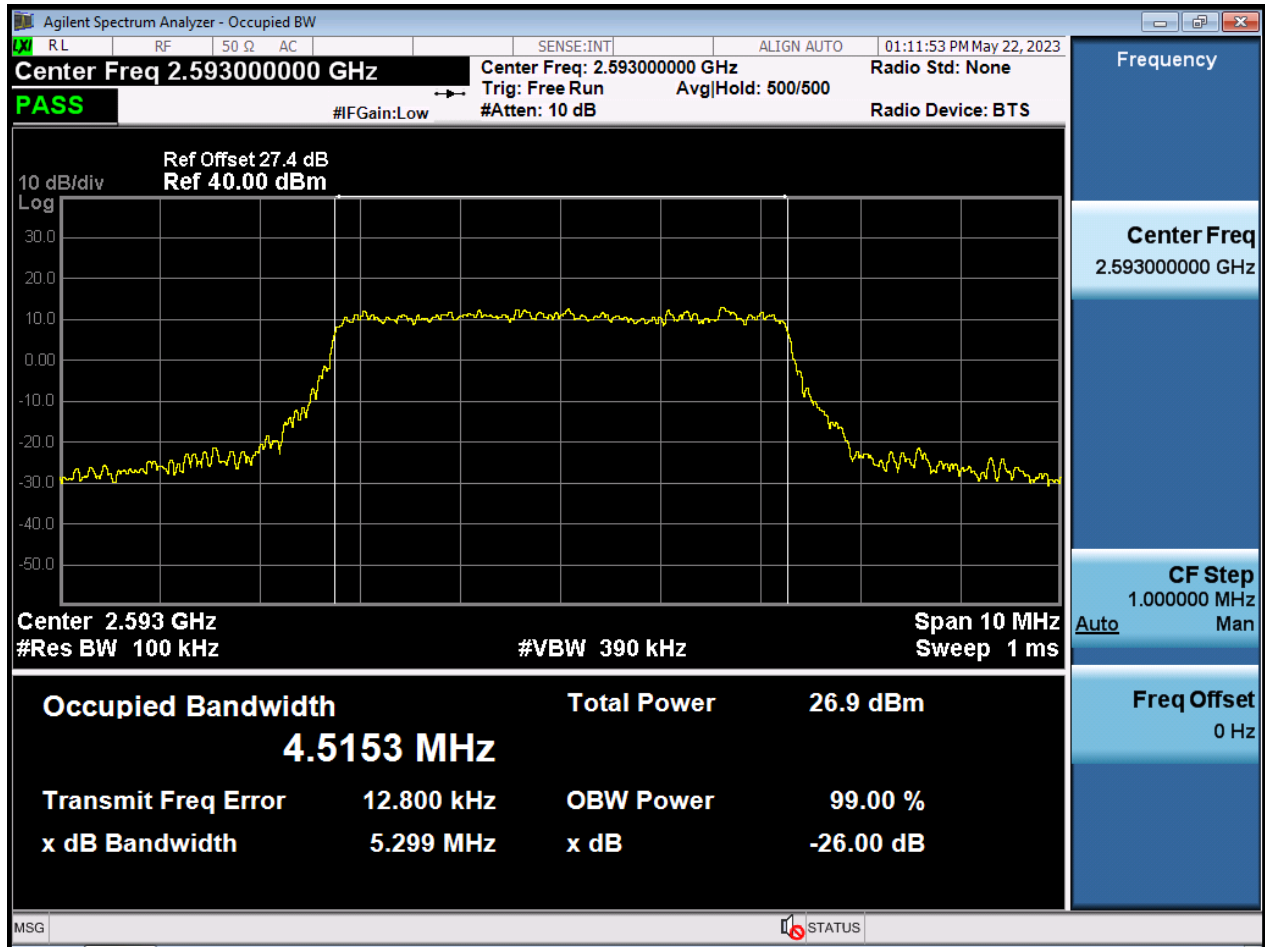 Agilent Spectrum Analyzer - Occupied BW
LXI RL RF 50 Ω AC SENSE:INT ALIGN AUTO 01:11:53 PM May 22, 2023
Center Freq 2.593000000 GHz
PASS
#IFGain:Low
Center Freq: 2.593000000 GHz
Trig: Free Run Avg|Hold: 500/500
#Atten: 10 dB
Radio Std: None
Radio Device: BTS
Ref Offset 27.4 dB
10 dB/div Ref 40.00 dBm
Log
30.0
20.0
10.0
0.00
-10.0
-20.0
-30.0
-40.0
-50.0
Center 2.593 GHz Span 10 MHz
#Res BW 100 kHz #VBW 390 kHz Sweep 1 ms
Occupied Bandwidth Total Power 26.9 dBm
4.5153 MHz
Transmit Freq Error 12.800 kHz OBW Power 99.00 %
x dB Bandwidth 5.299 MHz x dB -26.00 dB
Frequency
Center Freq
2.593000000 GHz
CF Step
1.000000 MHz
Auto Man
Freq Offset
0 Hz
MSG STATUS